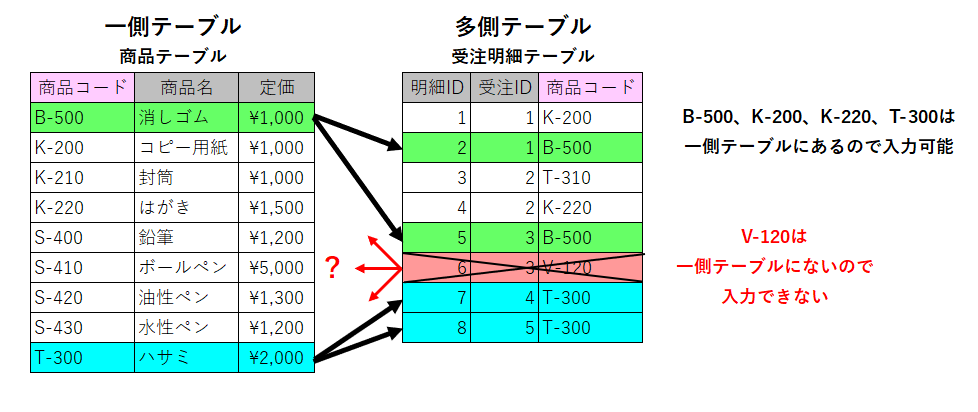 一側テーブル
商品テーブル
商品コード 商品名 定価
B-500 消しゴム ¥1,000
K-200 コピー用紙 ¥1,000
K-210 封筒 ¥1,000
K-220 はがき ¥1,500
S-400 鉛筆 ¥1,200
S-410 ボールペン ¥5,000
S-420 油性ペン ¥1,300
S-430 水性ペン ¥1,200
T-300 ハサミ ¥2,000
?
多側テーブル
受注明細テーブル
明細ID 受注ID 商品コード
1 1 K-200
2 1 B-500
3 2 T-310
4 2 K-220
5 3 B-500
6 3 V-120
7 4 T-300
8 5 T-300
B-500、K-200、K-220、T-300は
一側テーブルにあるので入力可能
V-120は
一側テーブルにないので
入力できない